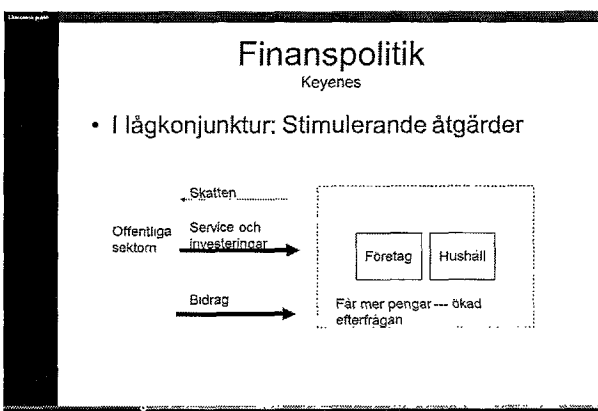 Finanspolitik
Keyenes
• I lågkonjunktur: Stimulerande åtgärder
Skatten
Offentliga
sektorn
Service och
investeringar
Bidrag
Företag
Hushåll
Får mer pengar --- ökad
efterfrågan